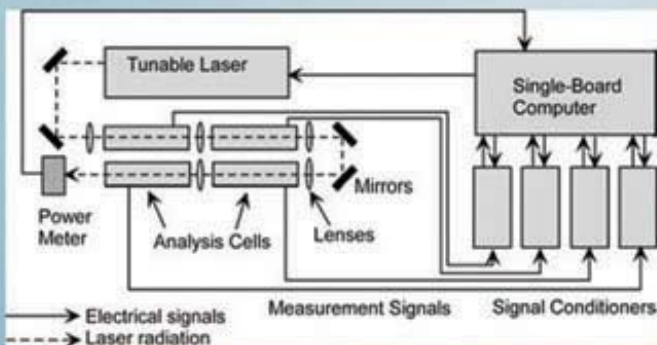 Tunable Laser
Single-Board
Computer
Mirrors
Power
Meter
Analysis Cells
Lenses
Measurement Signals
Signal Conditioners
Electrical signals
Laser radiation